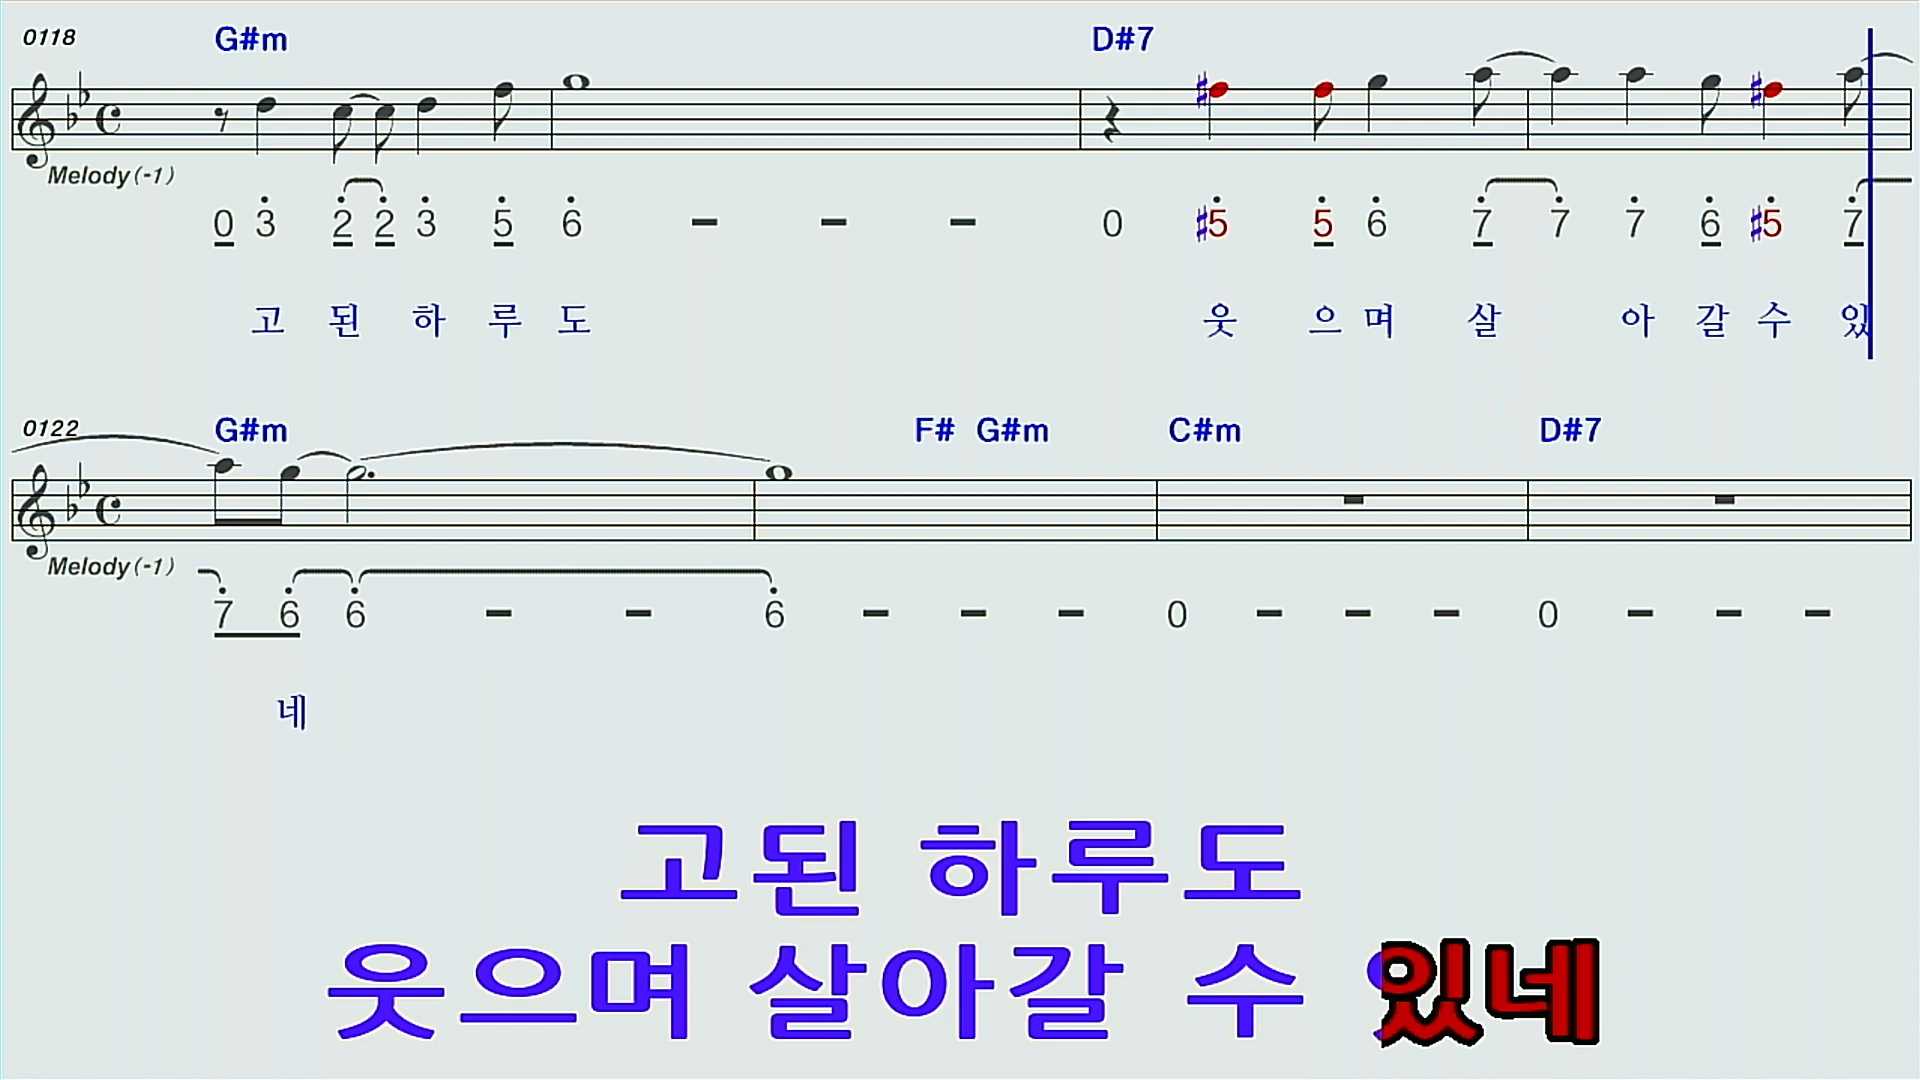 0118 G#m D#7
Melody(-1)
0 3 2 2 3 5 6 - - - 0 ♯5 5 6 7 7 7 6 ♯5 7
고 된 하 루 도 웃 으 며 살 아 갈 수 있
0122 G#m F# G#m C#m D#7
Melody(-1)
7 6 6 - - 6 - - - 0 - - - 0 - - -
네
고된 하루도
웃으며 살아갈 수 있네